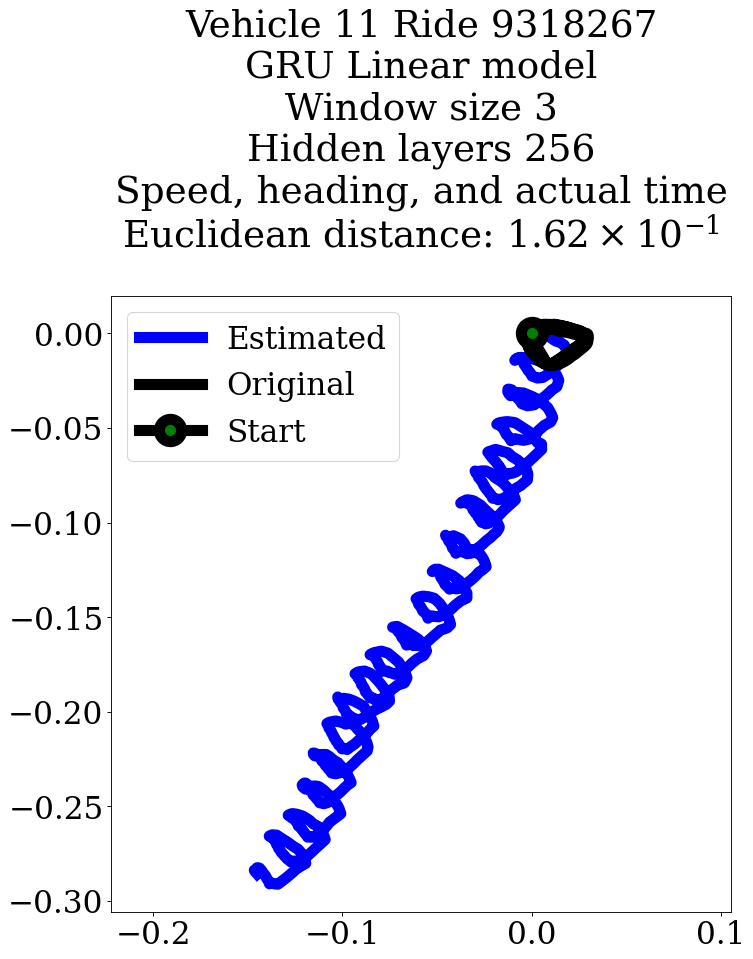 Vehicle 11 Ride 9318267
GRU Linear model
Window size 3
Hidden layers 256
Speed, heading, and actual time
Euclidean distance: 1.62 × 10⁻¹
Estimated
Original
Start
0.00
−0.05
−0.10
−0.15
−0.20
−0.25
−0.30
−0.2
−0.1
0.0
0.1